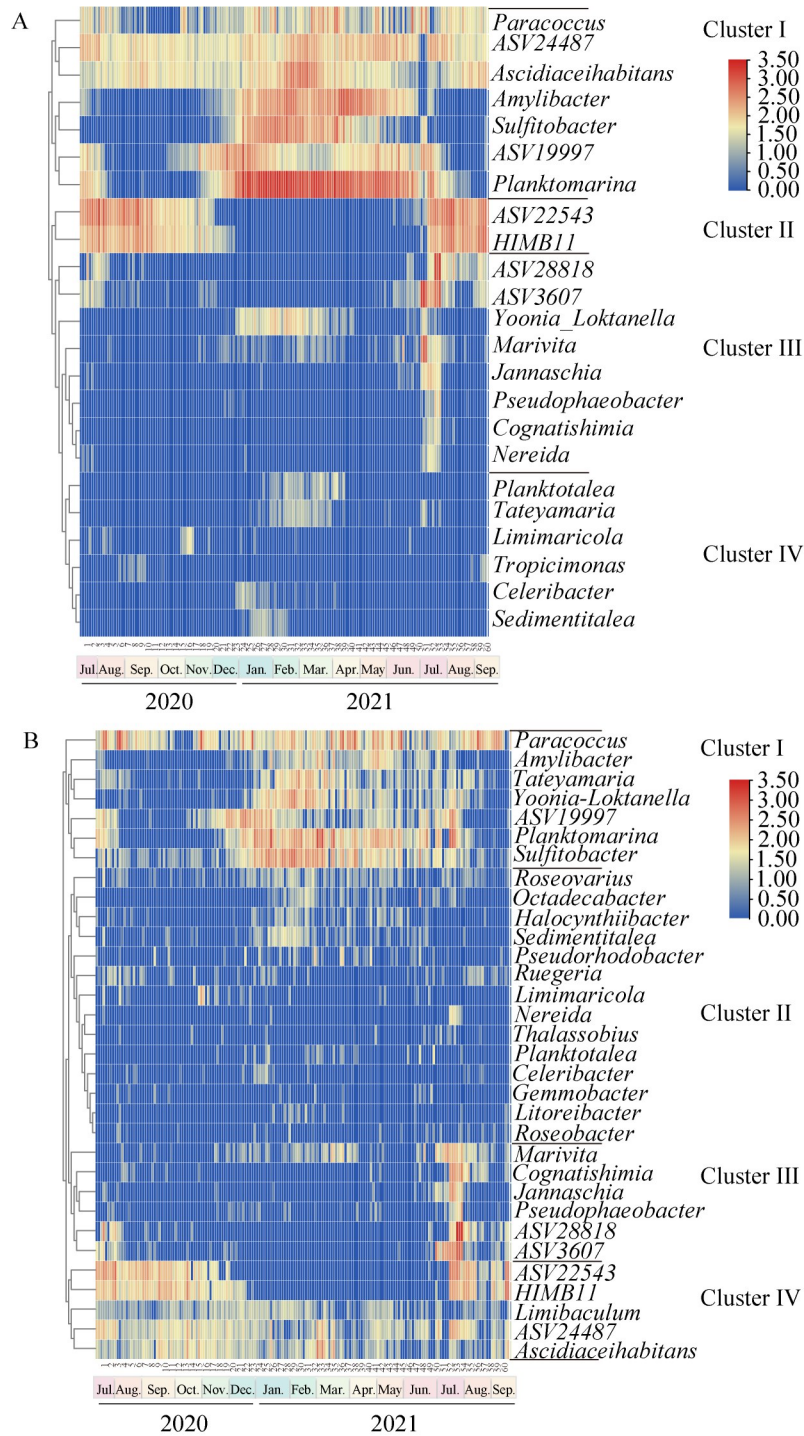 A
Paracoccus
ASV24487
Ascidiaceihabitans
Amylibacter
Sulfitobacter
ASV19997
Planktomarina
ASV22543
HIMB11
ASV28818
ASV3607
Yoonia_Loktanella
Marivita
Jannaschia
Pseudophaeobacter
Cognatishimia
Nereida
Planktotalea
Tateyamaria
Limimaricola
Tropicimonas
Celeribacter
Sedimentitalea
Cluster I
3.50
3.00
2.50
2.00
1.50
1.00
0.50
0.00
Cluster II
Cluster III
Cluster IV
Jul. Aug. Sep. Oct. Nov. Dec. Jan. Feb. Mar. Apr. May Jun. Jul. Aug. Sep.
2020 2021
B
Paracoccus
Amylibacter
Tateyamaria
Yoonia-Loktanella
ASV19997
Planktomarina
Sulfitobacter
Roseovarius
Octadecabacter
Halocynthiibacter
Sedimentitalea
Pseudorhodobacter
Ruegeria
Limimaricola
Nereida
Thalassobius
Planktotalea
Celeribacter
Gemmobacter
Litoreibacter
Roseobacter
Marivita
Cognatishimia
Jannaschia
Pseudophaeobacter
ASV28818
ASV3607
ASV22543
HIMB11
Limibaculum
ASV24487
Ascidiaceihabitans
Cluster I
3.50
3.00
2.50
2.00
1.50
1.00
0.50
0.00
Cluster II
Cluster III
Cluster IV
Jul. Aug. Sep. Oct. Nov. Dec. Jan. Feb. Mar. Apr. May Jun. Jul. Aug. Sep.
2020 2021